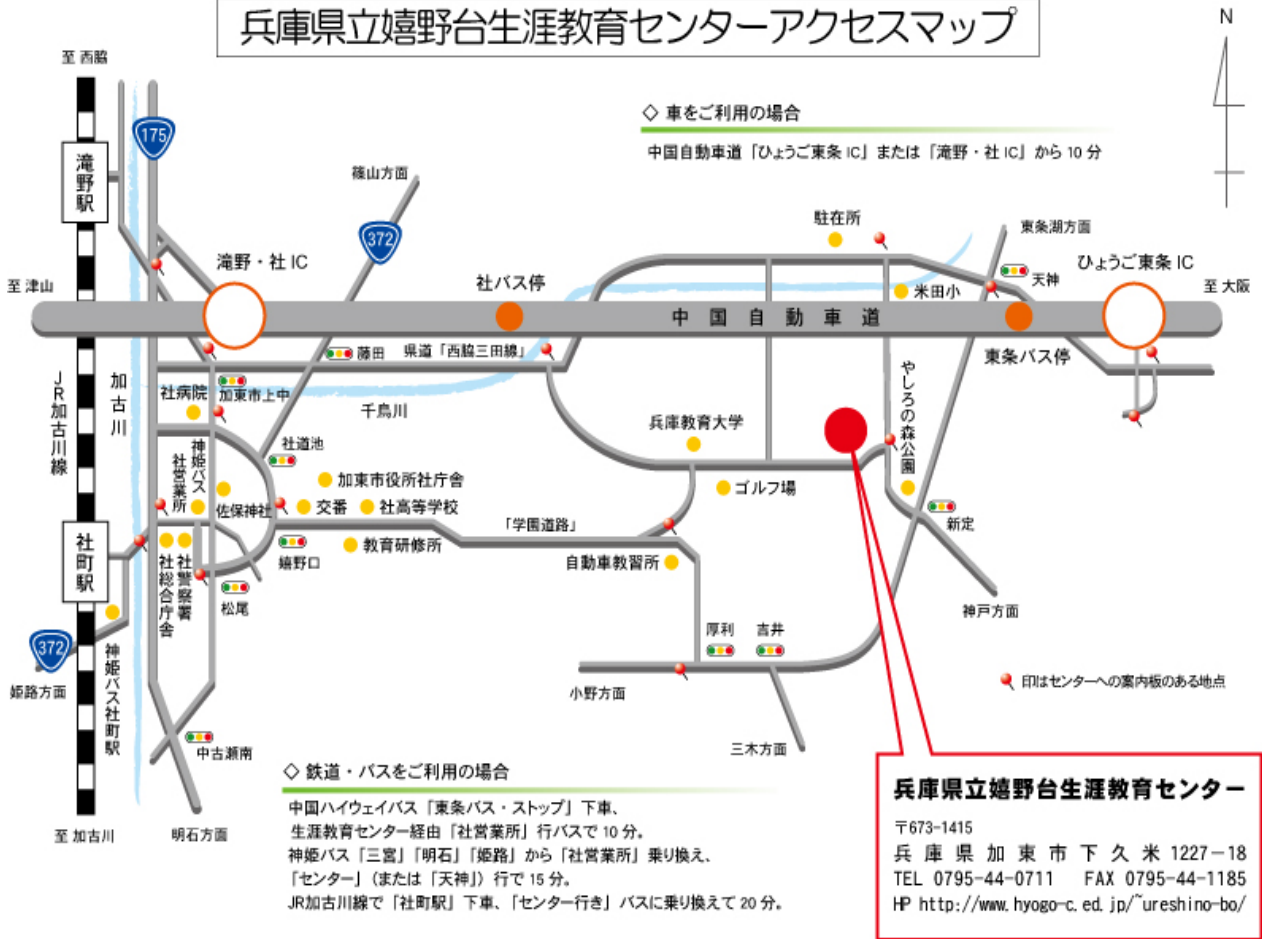 兵庫県立嬉野台生涯教育センターアクセスマップ
N
至 西脇
175
滝野駅
◇ 車をご利用の場合
中国自動車道「ひょうご東条 IC」または「滝野・社 IC」から 10 分
篠山方面
372
駐在所
東条湖方面
滝野・社 IC
社バス停
天神
ひょうご東条 IC
至 津山
米田小
至 大阪
中国自動車道
藤田
県道「西脇三田線」
東条バス停
JR加古川線
加古川
社病院
加東市上中
千鳥川
やしろの森公園
兵庫教育大学
社道池
神姫バス
社営業所
加東市役所社庁舎
ゴルフ場
佐保神社
交番
社高等学校
「学園道路」
新定
社町駅
嬉野口
教育研修所
自動車教習所
社総合庁舎
社警察署
松尾
神戸方面
厚利
吉井
372
姫路方面
神姫バス社町駅
小野方面
印はセンターへの案内板のある地点
中古瀬南
三木方面
◇ 鉄道・バスをご利用の場合
中国ハイウェイバス「東条バス・ストップ」下車、
生涯教育センター経由「社営業所」行バスで 10 分。
神姫バス「三宮」「明石」「姫路」から「社営業所」乗り換え、
「センター」(または「天神」) 行で 15 分。
JR加古川線で「社町駅」下車、「センター行き」バスに乗り換えて 20 分。
至 加古川
明石方面
兵庫県立嬉野台生涯教育センター
〒673-1415
兵庫県加東市下久米 1227－18
TEL 0795-44-0711 FAX 0795-44-1185
HP http://www.hyogo-c.ed.jp/~ureshino-bo/